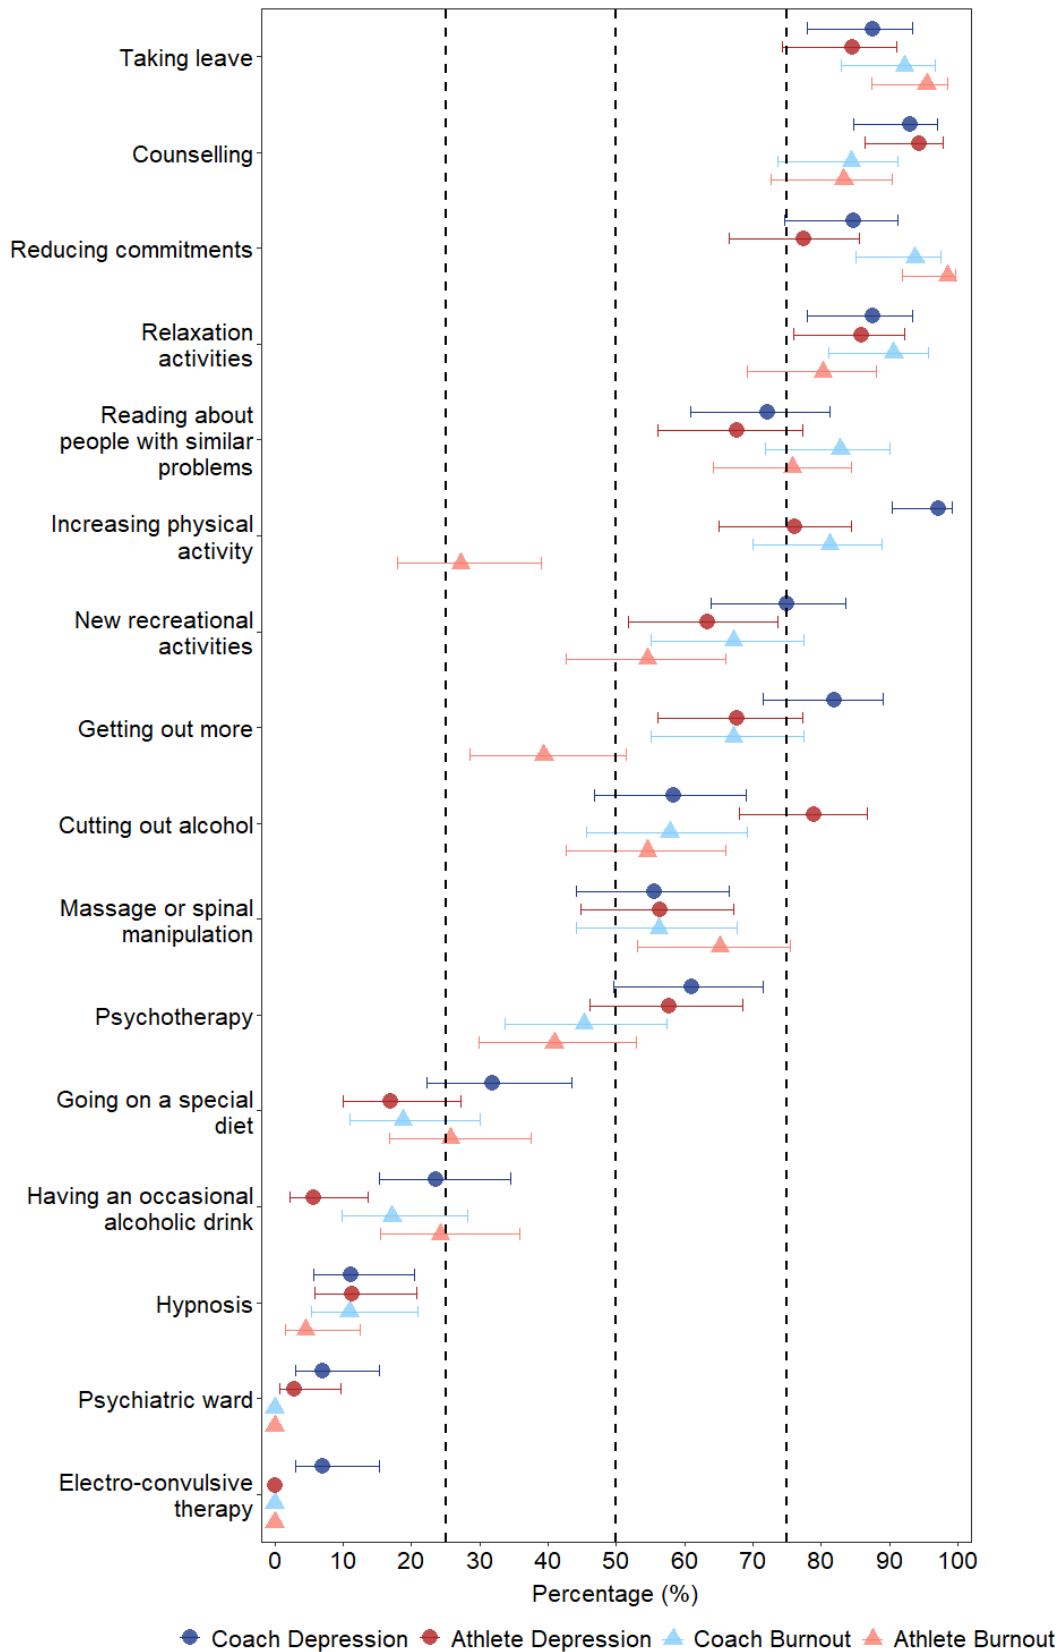 Taking leave
Counselling
Reducing commitments
Relaxation
activities
Reading about
people with similar
problems
Increasing physical
activity
New recreational
activities
Getting out more
Cutting out alcohol
Massage or spinal
manipulation
Psychotherapy
Going on a special
diet
Having an occasional
alcoholic drink
Hypnosis
Psychiatric ward
Electro-convulsive
therapy
0 10 20 30 40 50 60 70 80 90 100
Percentage (%)
Coach Depression Athlete Depression Coach Burnout Athlete Burnout